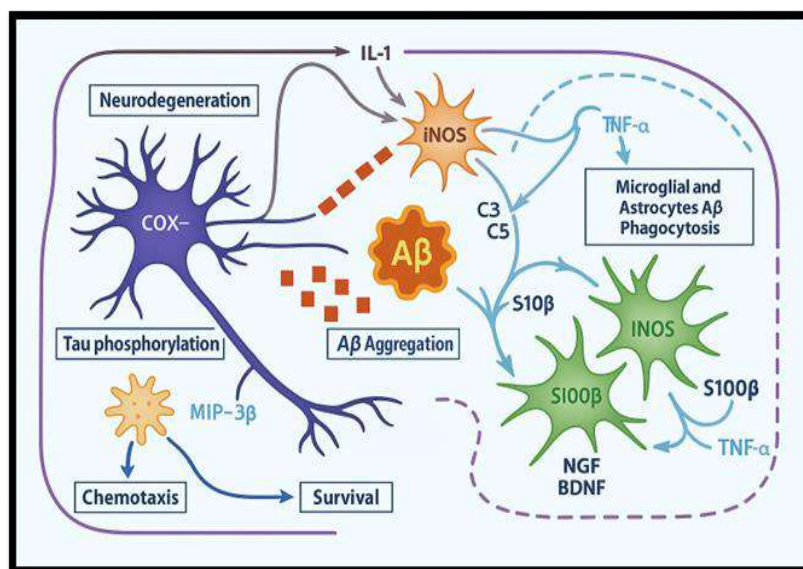 IL-1
Neurodegeneration
iNOS
TNF-α
COX–
Microglial and
Astrocytes Aβ
Phagocytosis
C3
C5
Aβ
S10β
INOS
Tau phosphorylation
Aβ Aggregation
SI00β
S100β
MIP-3β
TNF-α
NGF
BDNF
Chemotaxis
Survival